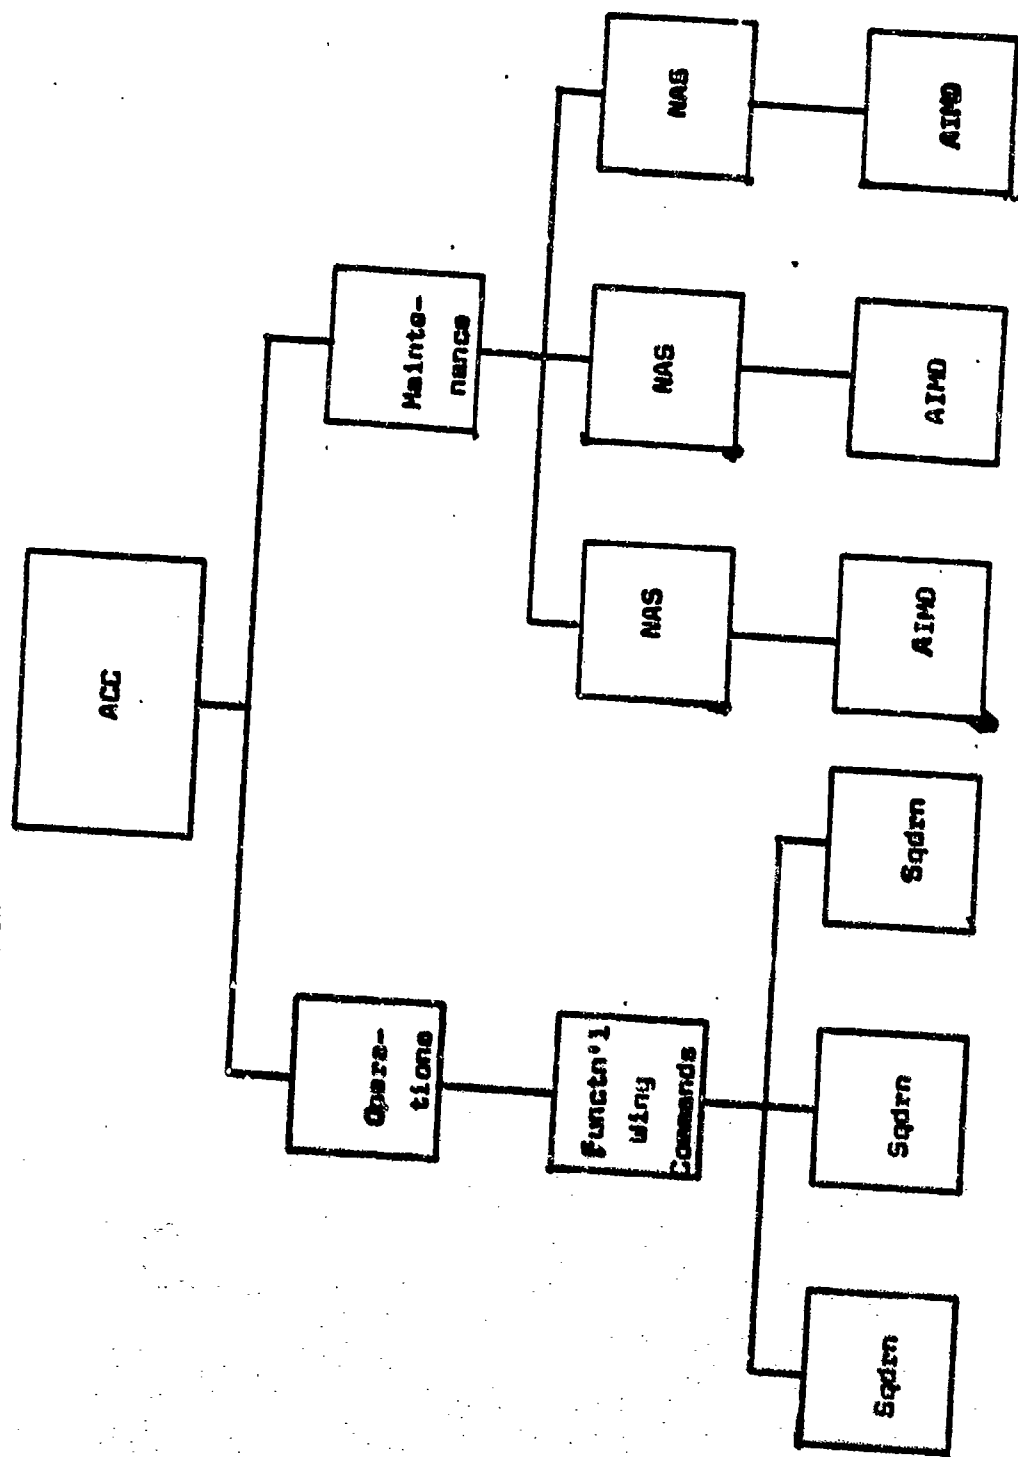 ACC
Opera-
tions
Mainte-
nance
Functn'l
Wing
Commands
NAS
NAS
NAS
Sqdrn
Sqdrn
Sqdrn
AIMD
AIMD
AIMD